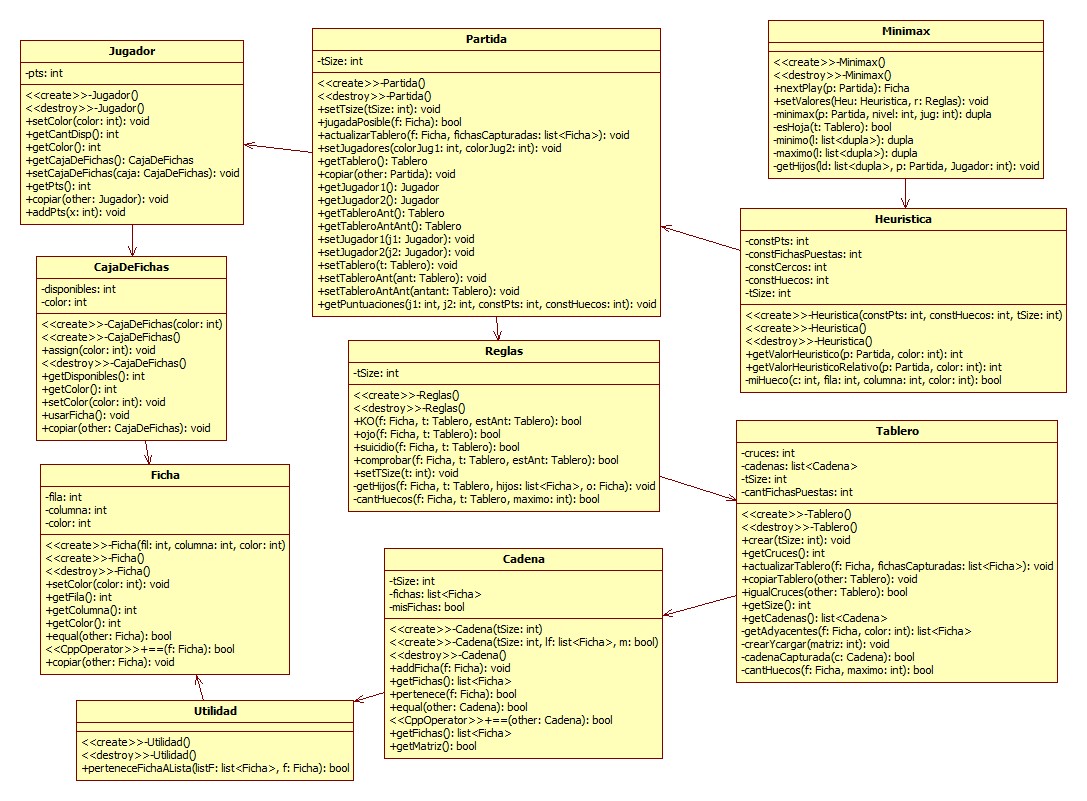 Jugador
-pts: int
<<create>>-Jugador()
<<destroy>>-Jugador()
+setColor(color: int): void
+getCantDisp(): int
+getColor(): int
+getCajaDeFichas(): CajaDeFichas
+setCajaDeFichas(caja: CajaDeFichas): void
+getPts(): int
+copiar(other: Jugador): void
+addPts(x: int): void
Partida
-tSize: int
<<create>>-Partida()
<<destroy>>-Partida()
+setTsize(tSize: int): void
+jugadaPosible(f: Ficha): bool
+actualizarTablero(f: Ficha, fichasCapturadas: list<Ficha>): void
+setJugadores(colorJug1: int, colorJug2: int): void
+getTablero(): Tablero
+copiar(other: Partida): void
+getJugador1(): Jugador
+getJugador2(): Jugador
+getTableroAnt(): Tablero
+getTableroAntAnt(): Tablero
+setJugador1(j1: Jugador): void
+setJugador2(j2: Jugador): void
+setTablero(t: Tablero): void
+setTableroAnt(ant: Tablero): void
+setTableroAntAnt(antant: Tablero): void
+getPuntuaciones(j1: int, j2: int, constPts: int, constHuecos: int): void
Minimax
<<create>>-Minimax()
<<destroy>>-Minimax()
+nextPlay(p: Partida): Ficha
+setValores(Heu: Heuristica, r: Reglas): void
-minimax(p: Partida, nivel: int, jug: int): dupla
-esHoja(t: Tablero): bool
-minimo(l: list<dupla>): dupla
-maximo(l: list<dupla>): dupla
-getHijos(ld: list<dupla>, p: Partida, Jugador: int): void
Heuristica
-constPts: int
-constFichasPuestas: int
-constCercos: int
-constHuecos: int
-tSize: int
<<create>>-Heuristica(constPts: int, constHuecos: int, tSize: int)
<<create>>-Heuristica()
<<destroy>>-Heuristica()
+getValorHeuristico(p: Partida, color: int): int
+getValorHeuristicoRelativo(p: Partida, color: int): int
-miHueco(c: int, fila: int, columna: int, color: int): bool
CajaDeFichas
-disponibles: int
-color: int
<<create>>-CajaDeFichas(color: int)
<<create>>-CajaDeFichas()
+assign(color: int): void
<<destroy>>-CajaDeFichas()
+getDisponibles(): int
+getColor(): int
+setColor(color: int): void
+usarFicha(): void
+copiar(other: CajaDeFichas): void
Reglas
-tSize: int
<<create>>-Reglas()
<<destroy>>-Reglas()
+KO(f: Ficha, t: Tablero, estAnt: Tablero): bool
+ojo(f: Ficha, t: Tablero): bool
+suicidio(f: Ficha, t: Tablero): bool
+comprobar(f: Ficha, t: Tablero, estAnt: Tablero): bool
+setTSize(t: int): void
-getHijos(f: Ficha, t: Tablero, hijos: list<Ficha>, o: Ficha): void
-cantHuecos(f: Ficha, t: Tablero, maximo: int): bool
Tablero
-cruces: int
-cadenas: list<Cadena>
-tSize: int
-cantFichasPuestas: int
<<create>>-Tablero()
<<destroy>>-Tablero()
+crear(tSize: int): void
+getCruces(): int
+actualizarTablero(f: Ficha, fichasCapturadas: list<Ficha>): void
+copiarTablero(other: Tablero): void
+igualCruces(other: Tablero): bool
+getSize(): int
+getCadenas(): list<Cadena>
-getAdyacentes(f: Ficha, color: int): list<Ficha>
-crearYcargar(matriz: int): void
-cadenaCapturada(c: Cadena): bool
-cantHuecos(f: Ficha, maximo: int): bool
Ficha
-fila: int
-columna: int
-color: int
<<create>>-Ficha(fil: int, columna: int, color: int)
<<create>>-Ficha()
<<destroy>>-Ficha()
+setColor(color: int): void
+getFila(): int
+getColumna(): int
+getColor(): int
+equal(other: Ficha): bool
<<CppOperator>>+==(f: Ficha): bool
+copiar(other: Ficha): void
Cadena
-tSize: int
-fichas: list<Ficha>
-misFichas: bool
<<create>>-Cadena(tSize: int)
<<create>>-Cadena(tSize: int, lf: list<Ficha>, m: bool)
<<destroy>>-Cadena()
+addFicha(f: Ficha): void
+getFichas(): list<Ficha>
+pertenece(f: Ficha): bool
+equal(other: Cadena): bool
<<CppOperator>>+==(other: Cadena): bool
+getFichas(): list<Ficha>
+getMatriz(): bool
Utilidad
<<create>>-Utilidad()
<<destroy>>-Utilidad()
+perteneceFichaALista(listF: list<Ficha>, f: Ficha): bool